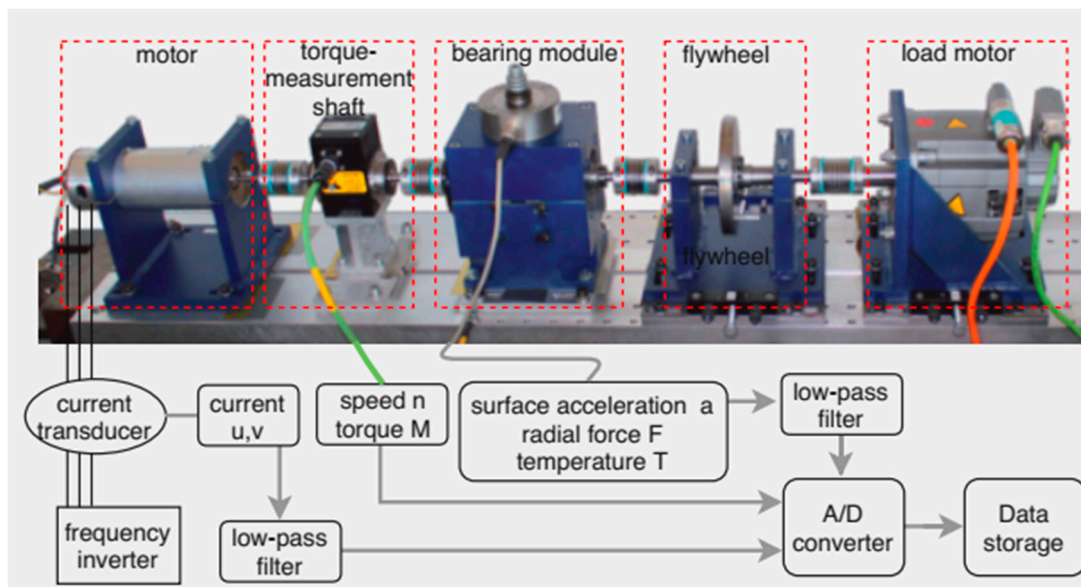 motor
torque-
measurement
shaft
bearing module
flywheel
load motor
flywheel
current
transducer
current
u,v
speed n
torque M
surface acceleration a
radial force F
temperature T
low-pass
filter
frequency
inverter
low-pass
filter
A/D
converter
Data
storage